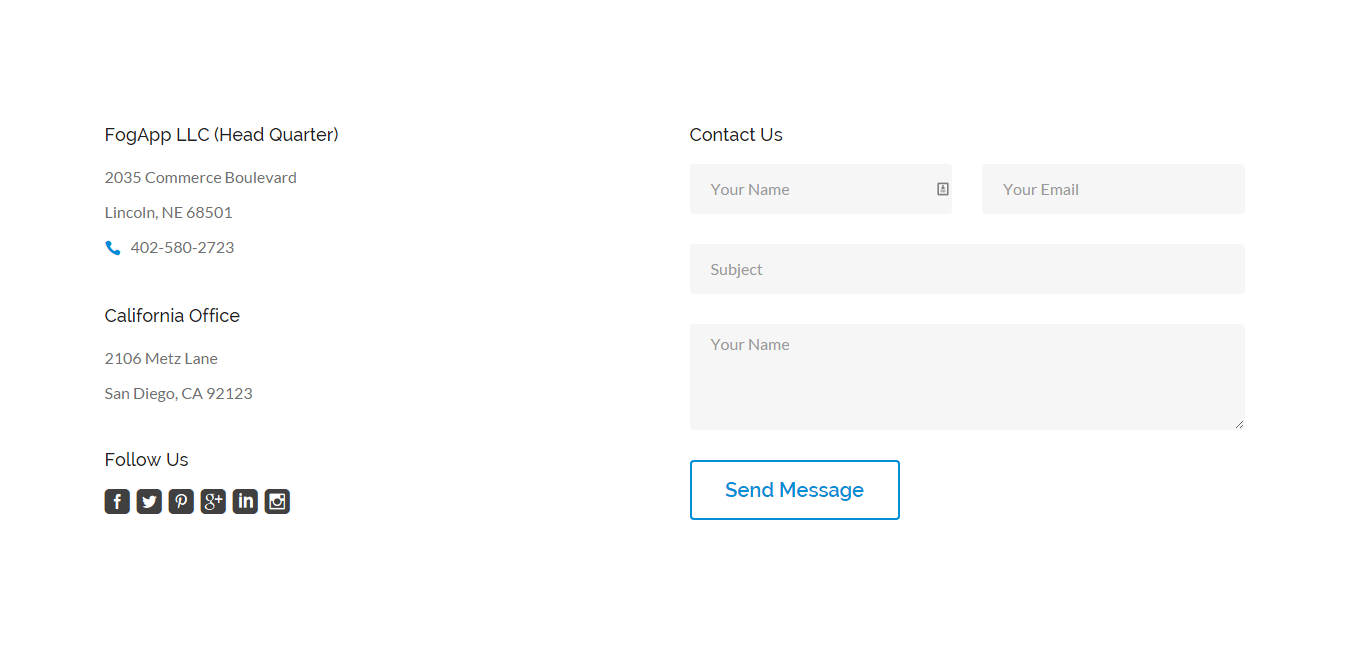 FogApp LLC (Head Quarter)
2035 Commerce Boulevard
Lincoln, NE 68501
402-580-2723
California Office
2106 Metz Lane
San Diego, CA 92123
Follow Us
Contact Us
Your Name
Your Email
Subject
Your Name
Send Message